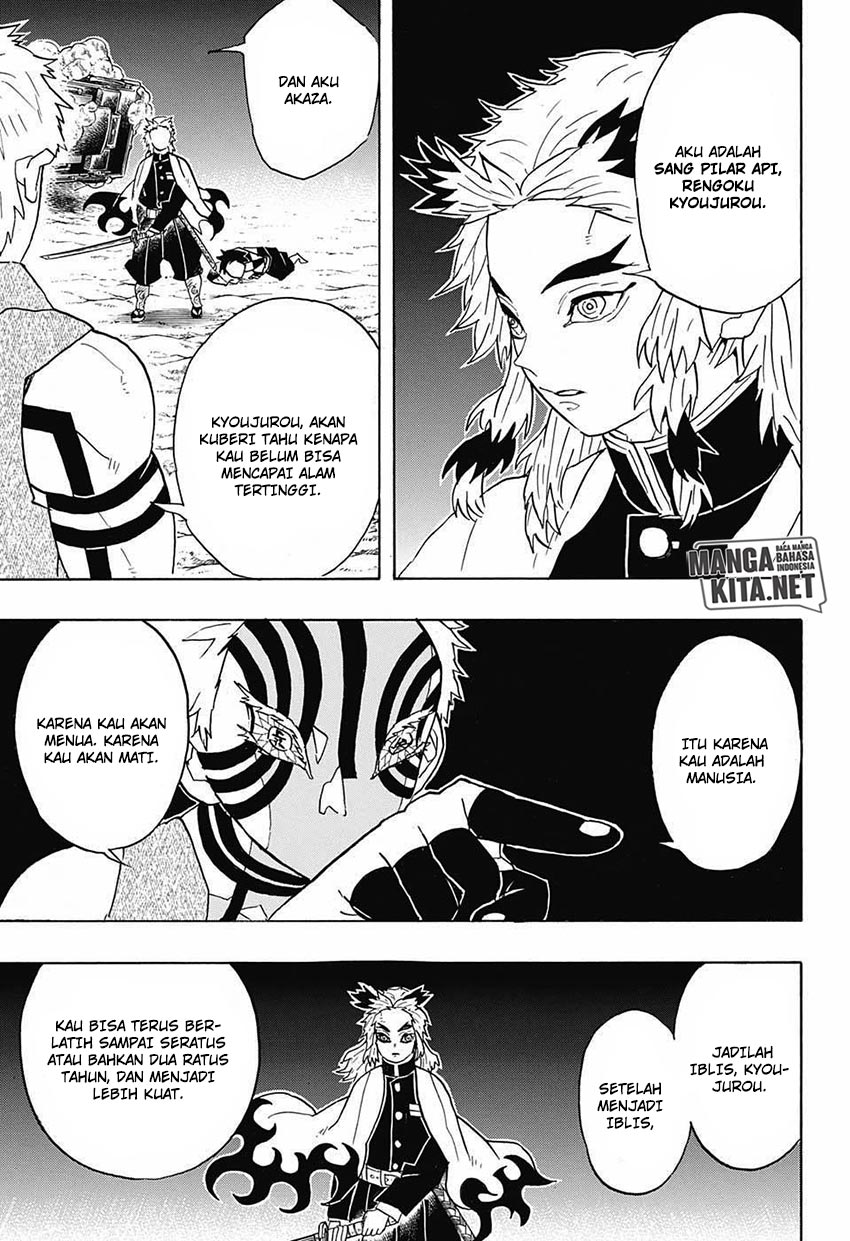 AKU ADALAH
SANG PILAR API,
RENGOKU
KYOUJUROU.
DAN AKU
AKAZA.
KYOUJUROU, AKAN
KUBERI TAHU KENAPA
KAU BELUM BISA
MENCAPAI ALAM
TERTINGGI.
MANGA
BACA MANGA
BAHASA
INDONESIA
KITA.NET
ITU KARENA
KAU ADALAH
MANUSIA.
KARENA KAU AKAN
MENUA. KARENA
KAU AKAN MATI.
JADILAH
IBLIS, KYOU-
JUROU.
SETELAH
MENJADI
IBLIS,
KAU BISA TERUS BER-
LATIH SAMPAI SERATUS
ATAU BAHKAN DUA RATUS
TAHUN, DAN MENJADI
LEBIH KUAT.